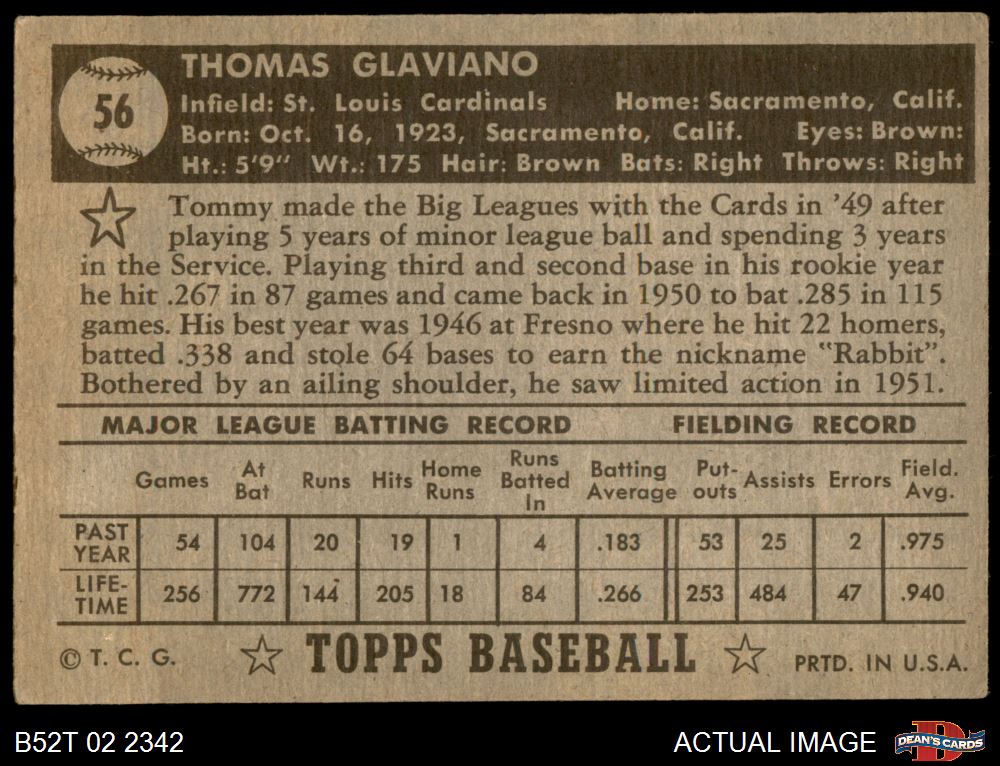 56
THOMAS GLAVIANO
Infield: St. Louis Cardinals Home: Sacramento, Calif.
Born: Oct. 16, 1923, Sacramento, Calif. Eyes: Brown:
Ht.: 5'9" Wt.: 175 Hair: Brown Bats: Right Throws: Right
Tommy made the Big Leagues with the Cards in '49 after
playing 5 years of minor league ball and spending 3 years
in the Service. Playing third and second base in his rookie year
he hit .267 in 87 games and came back in 1950 to bat .285 in 115
games. His best year was 1946 at Fresno where he hit 22 homers,
batted .338 and stole 64 bases to earn the nickname "Rabbit".
Bothered by an ailing shoulder, he saw limited action in 1951.
MAJOR LEAGUE BATTING RECORD FIELDING RECORD
Games At Bat Runs Hits Home Runs Runs Batted In Batting Average Put-outs Assists Errors Field. Avg.
PAST YEAR 54 104 20 19 1 4 .183 53 25 2 .975
LIFE-TIME 256 772 144 205 18 84 .266 253 484 47 .940
© T. C. G. TOPPS BASEBALL PRTD. IN U.S.A.
B52T 02 2342 ACTUAL IMAGE DEAN'S CARDS